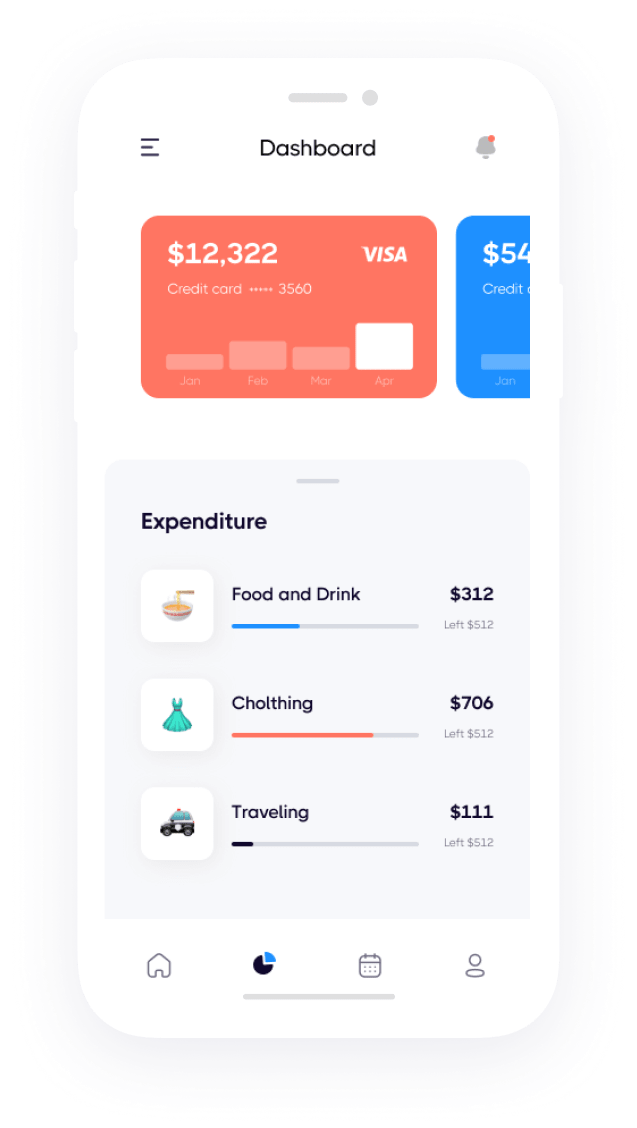 Dashboard
$12,322 VISA
Credit card ••••• 3560
Jan Feb Mar Apr
$54
Credit
Jan
Expenditure
Food and Drink $312
Left $512
Cholthing $706
Left $512
Traveling $111
Left $512